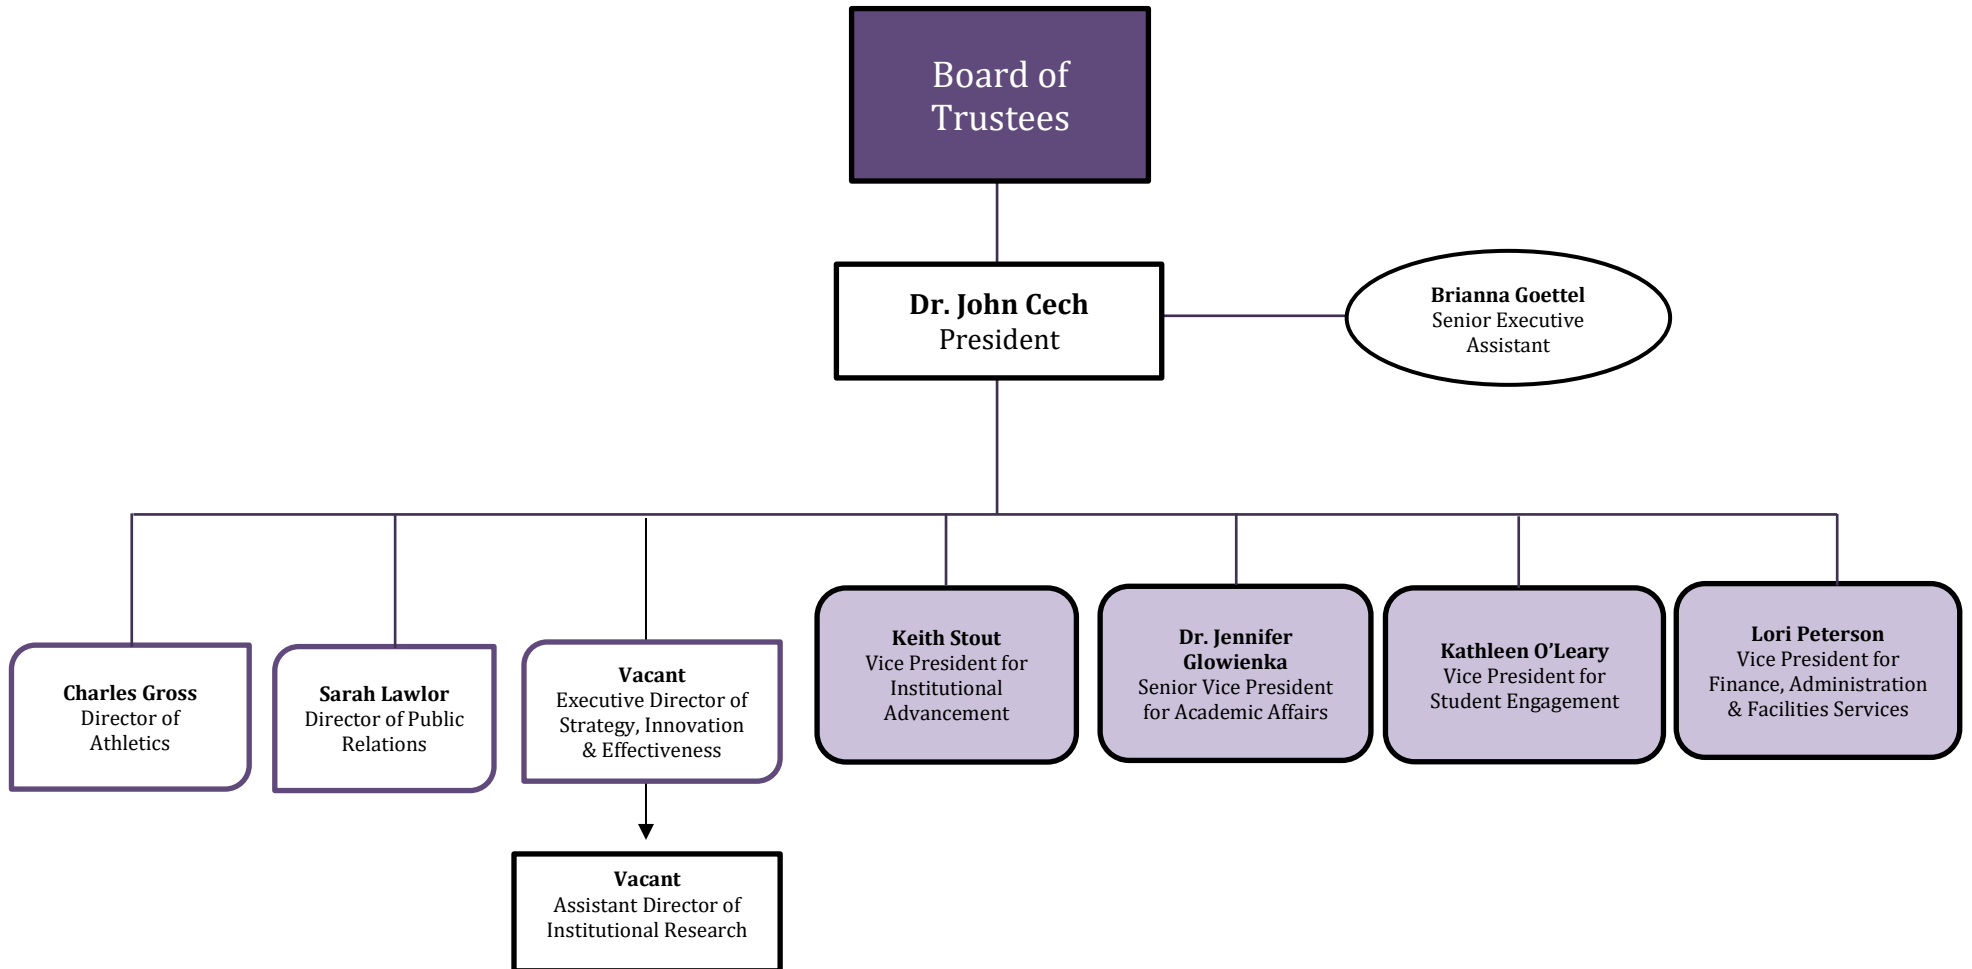 Board of
Trustees
Dr. John Cech
President
Brianna Goettel
Senior Executive
Assistant
Charles Gross
Director of
Athletics
Sarah Lawlor
Director of Public
Relations
Vacant
Executive Director of
Strategy, Innovation
& Effectiveness
Keith Stout
Vice President for
Institutional
Advancement
Dr. Jennifer
Glowienka
Senior Vice President
for Academic Affairs
Kathleen O’Leary
Vice President for
Student Engagement
Lori Peterson
Vice President for
Finance, Administration
& Facilities Services
Vacant
Assistant Director of
Institutional Research